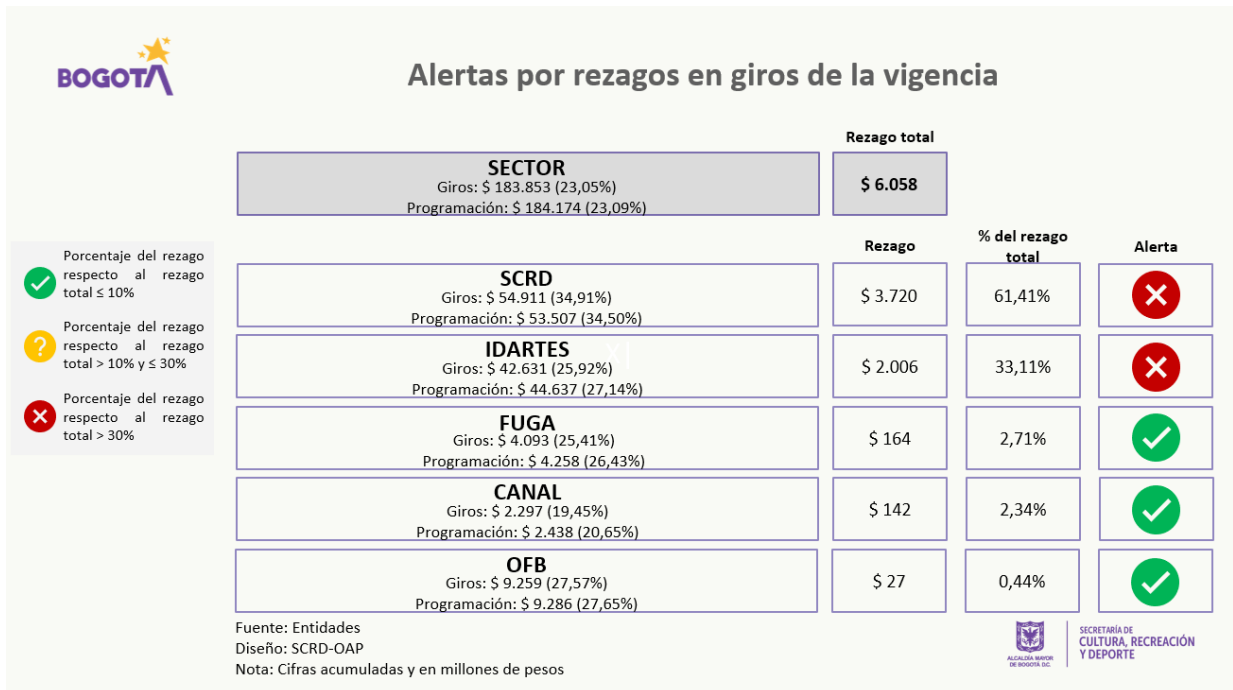 BOGOTÁ
Alertas por rezagos en giros de la vigencia
Rezago total
SECTOR
Giros: $ 183.853 (23,05%)
Programación: $ 184.174 (23,09%)
$ 6.058
Porcentaje del rezago
respecto al rezago
total ≤ 10%
Porcentaje del rezago
respecto al rezago
total > 10% y ≤ 30%
Porcentaje del rezago
respecto al rezago
total > 30%
Rezago
% del rezago
total
Alerta
SCRD
Giros: $ 54.911 (34,91%)
Programación: $ 53.507 (34,50%)
$ 3.720
61,41%
IDARTES
Giros: $ 42.631 (25,92%)
Programación: $ 44.637 (27,14%)
X|
$ 2.006
33,11%
FUGA
Giros: $ 4.093 (25,41%)
Programación: $ 4.258 (26,43%)
$ 164
2,71%
CANAL
Giros: $ 2.297 (19,45%)
Programación: $ 2.438 (20,65%)
$ 142
2,34%
OFB
Giros: $ 9.259 (27,57%)
Programación: $ 9.286 (27,65%)
$ 27
0,44%
Fuente: Entidades
Diseño: SCRD-OAP
Nota: Cifras acumuladas y en millones de pesos
ALCALDÍA MAYOR
DE BOGOTÁ D.C.
SECRETARÍA DE
CULTURA, RECREACIÓN
Y DEPORTE